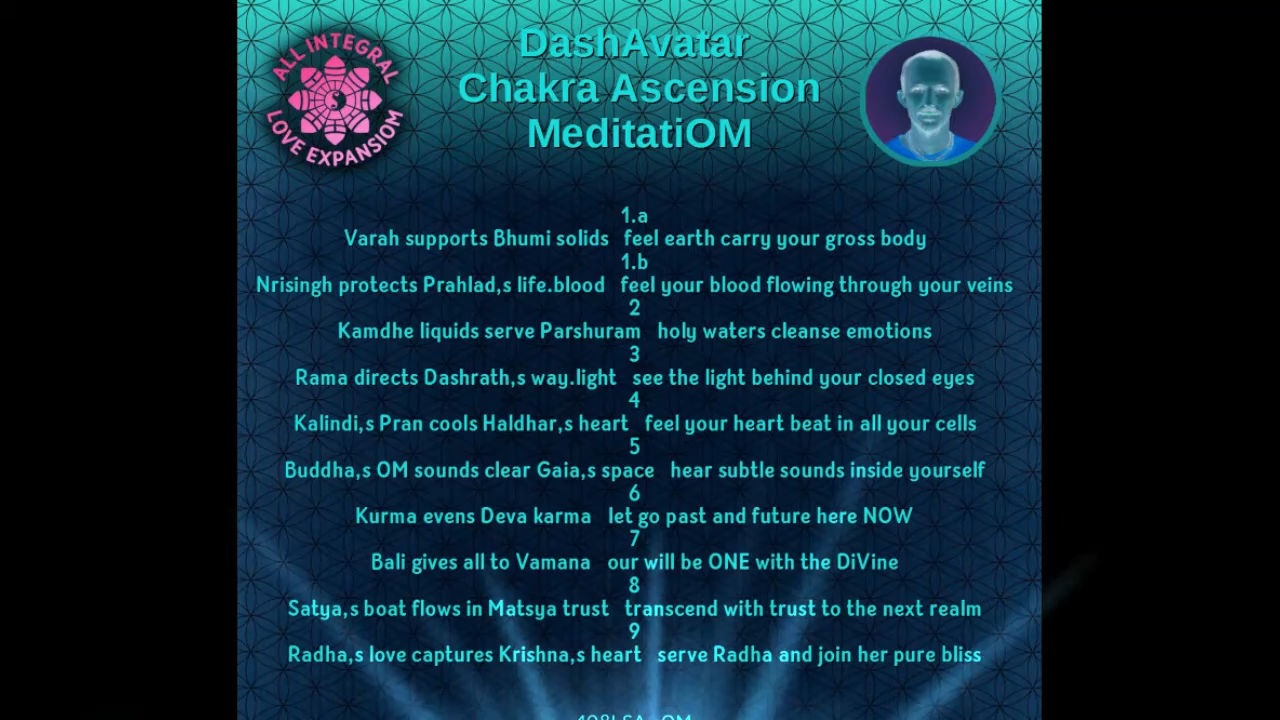 ALL INTEGRAL
LOVE EXPANSIOM
DashAvatar
Chakra Ascension
MeditatiOM
1.a
Varah supports Bhumi solids feel earth carry your gross body
1.b
Nrisingh protects Prahlad,s life.blood feel your blood flowing through your veins
2
Kamdhe liquids serve Parshuram holy waters cleanse emotions
3
Rama directs Dashrath,s way.light see the light behind your closed eyes
4
Kalindi,s Pran cools Haldhar,s heart feel your heart beat in all your cells
5
Buddha,s OM sounds clear Gaia,s space hear subtle sounds inside yourself
6
Kurma evens Deva karma let go past and future here NOW
7
Bali gives all to Vamana our will be ONE with the DiVine
8
Satya,s boat flows in Matsya trust transcend with trust to the next realm
9
Radha,s love captures Krishna,s heart serve Radha and join her pure bliss